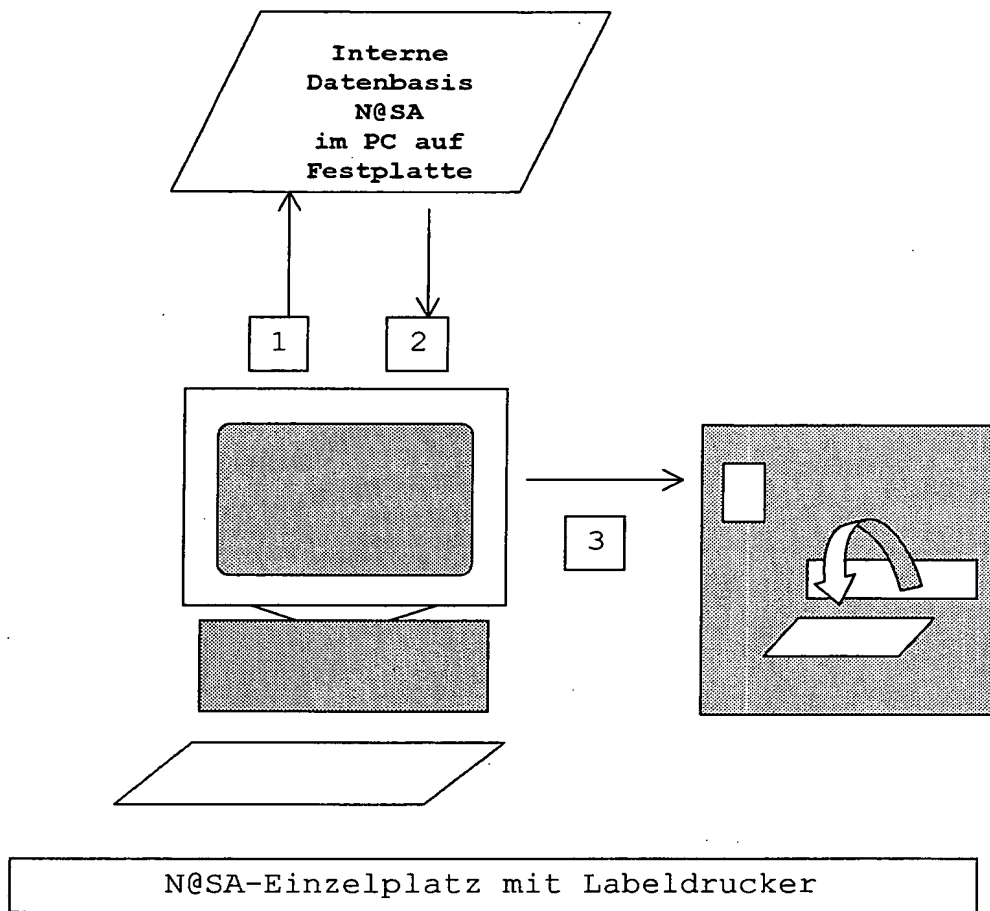 Interne
Datenbasis
N@SA
im PC auf
Festplatte
1
2
3
N@SA-Einzelplatz mit Labeldrucker